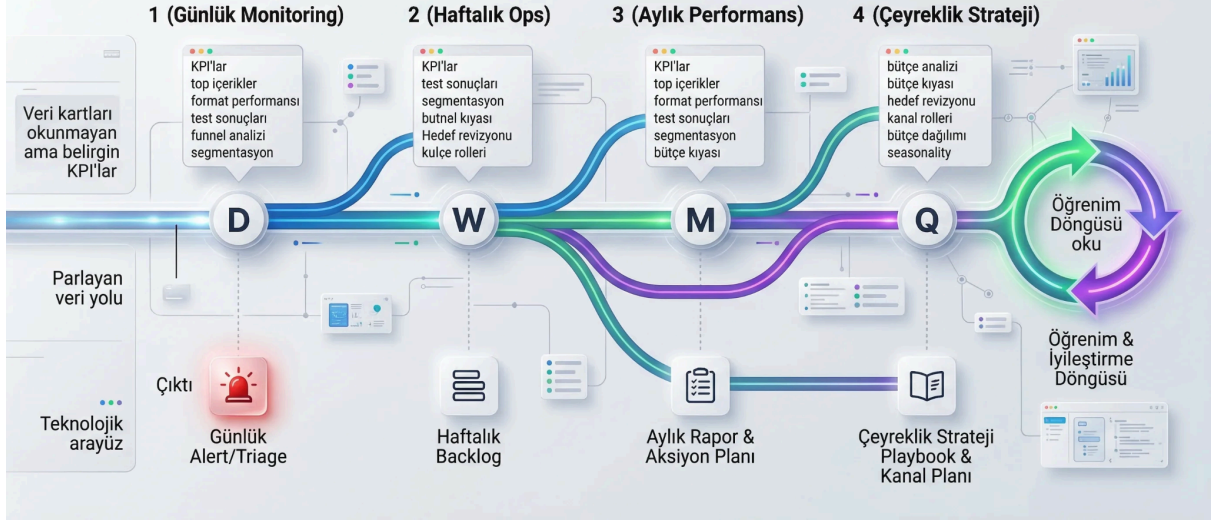 1 (Günlük Monitoring)
2 (Haftalık Ops)
3 (Aylık Performans)
4 (Çeyreklik Strateji)
Veri kartları
okunmayan
ama belirgin
KPI'lar
KPI'lar
top içerikler
format performansı
test sonuçları
funnel analizi
segmentasyon
KPI'lar
test sonuçları
segmentasyon
butnel kıyası
Hedef revizyonu
kulçe rolleri
KPI'lar
top içerikler
format performansı
test sonuçları
segmentasyon
bütçe kıyası
bütçe analizi
bütçe kıyası
hedef revizyonu
kanal rolleri
bütçe dağılımı
seasonality
D
W
M
Q
Öğrenim
Döngüsü
oku
Parlayan
veri yolu
Çıktı
Teknolojik
arayüz
Günlük
Alert/Triage
Haftalık
Backlog
Aylık Rapor &
Aksiyon Planı
Çeyreklik Strateji
Playbook &
Kanal Planı
Öğrenim &
İyileştirme
Döngüsü